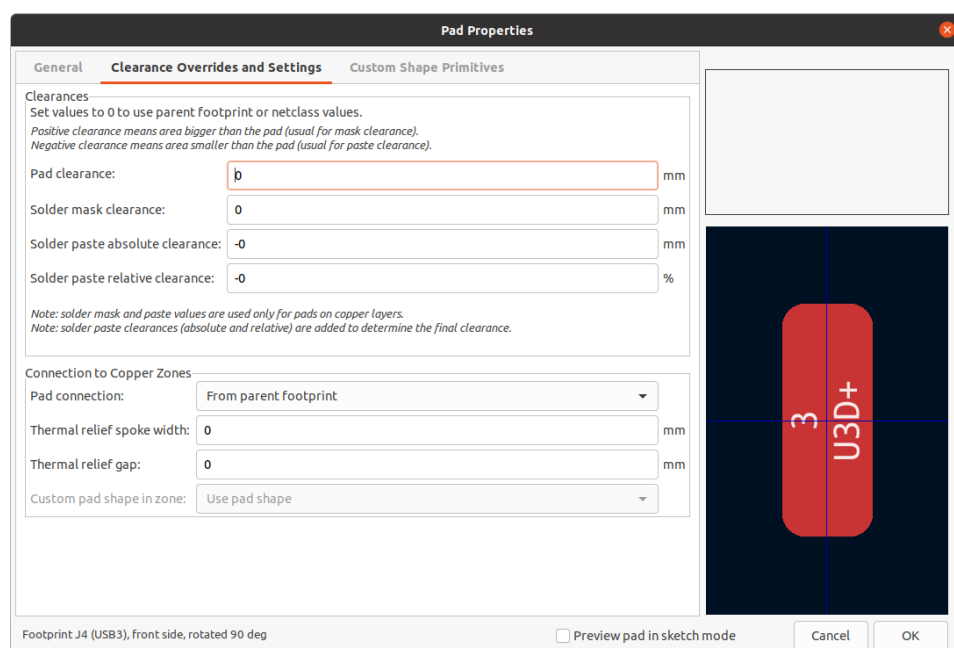 Pad Properties
General
Clearance Overrides and Settings
Custom Shape Primitives
Clearances
Set values to 0 to use parent footprint or netclass values.
Positive clearance means area bigger than the pad (usual for mask clearance).
Negative clearance means area smaller than the pad (usual for paste clearance).
Pad clearance: 0 mm
Solder mask clearance: 0 mm
Solder paste absolute clearance: -0 mm
Solder paste relative clearance: -0 %
Note: solder mask and paste values are used only for pads on copper layers.
Note: solder paste clearances (absolute and relative) are added to determine the final clearance.
Connection to Copper Zones
Pad connection: From parent footprint
Thermal relief spoke width: 0 mm
Thermal relief gap: 0 mm
Custom pad shape in zone: Use pad shape
3
U3D+
Footprint J4 (USB3), front side, rotated 90 deg
Preview pad in sketch mode
Cancel
OK